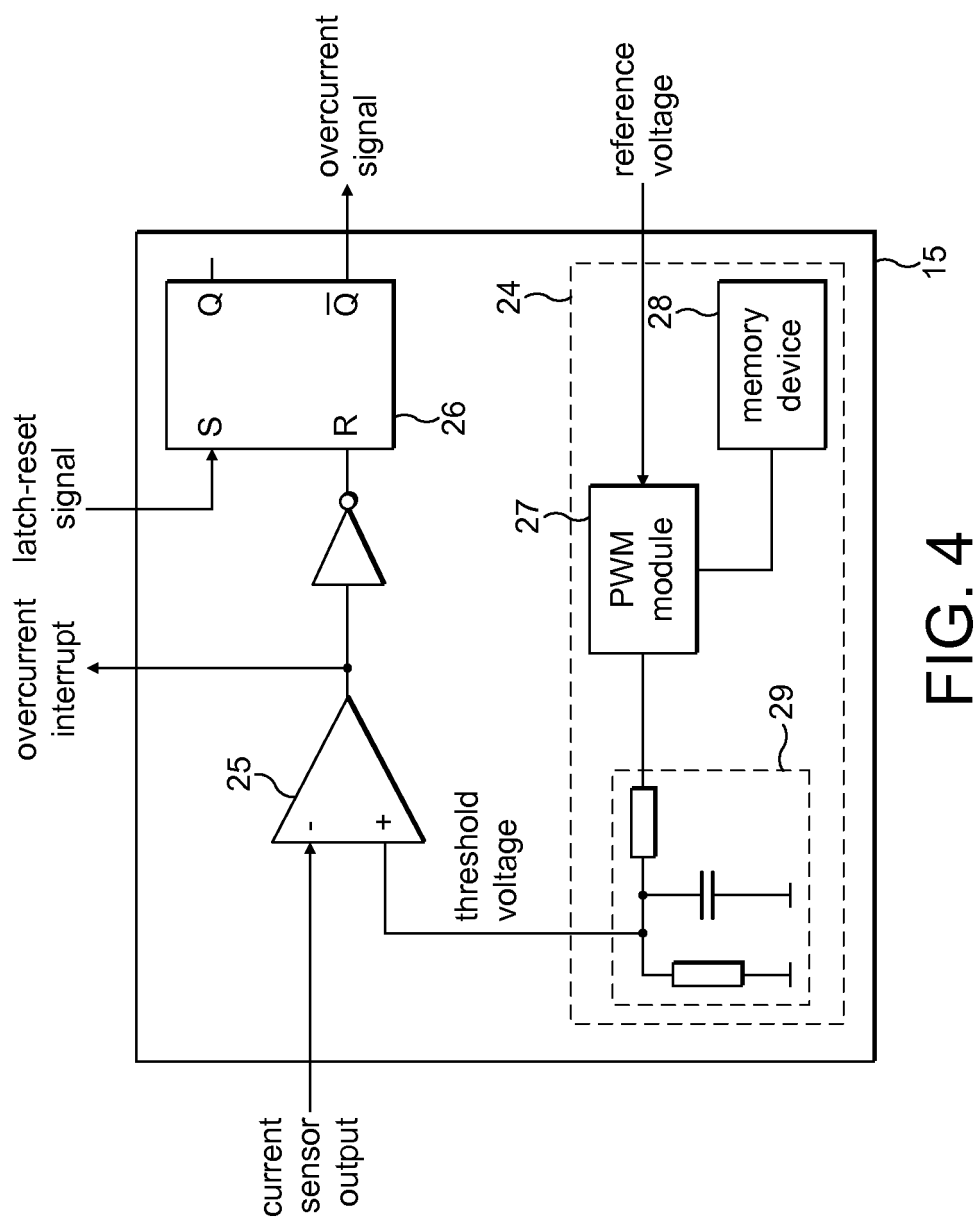 overcurrent
interrupt
latch-reset
signal
current
sensor
output
25
-
+
threshold
voltage
S
R
Q
Q̅
26
overcurrent
signal
24
27
PWM
module
28
memory
device
29
reference
voltage
15
FIG. 4